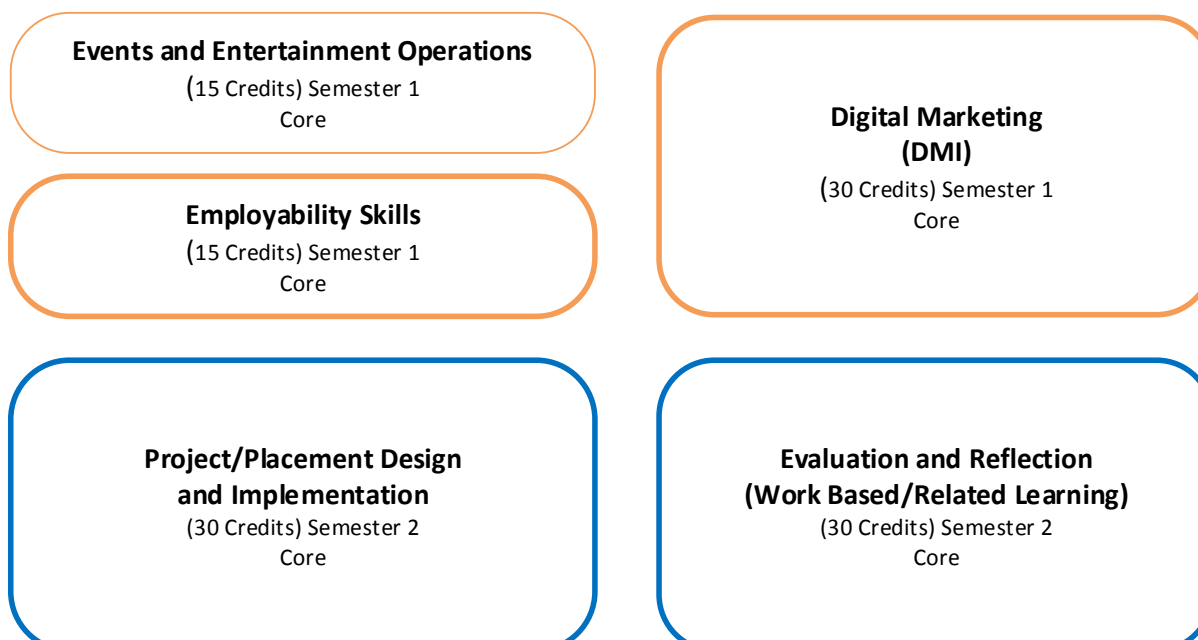 Events and Entertainment Operations
(15 Credits) Semester 1
Core
Employability Skills
(15 Credits) Semester 1
Core
Digital Marketing
(DMI)
(30 Credits) Semester 1
Core
Project/Placement Design
and Implementation
(30 Credits) Semester 2
Core
Evaluation and Reflection
(Work Based/Related Learning)
(30 Credits) Semester 2
Core